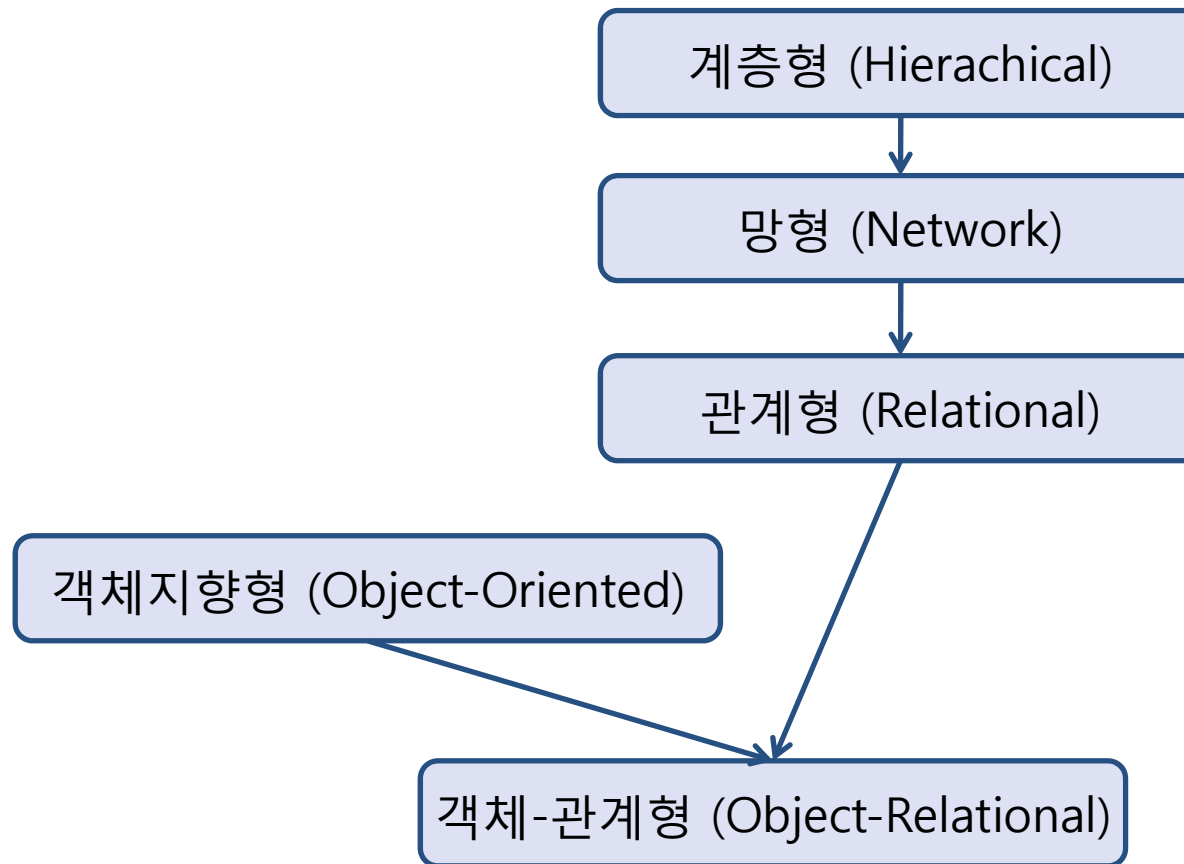 계층형 (Hierachical)
망형 (Network)
관계형 (Relational)
객체지향형 (Object-Oriented)
객체-관계형 (Object-Relational)